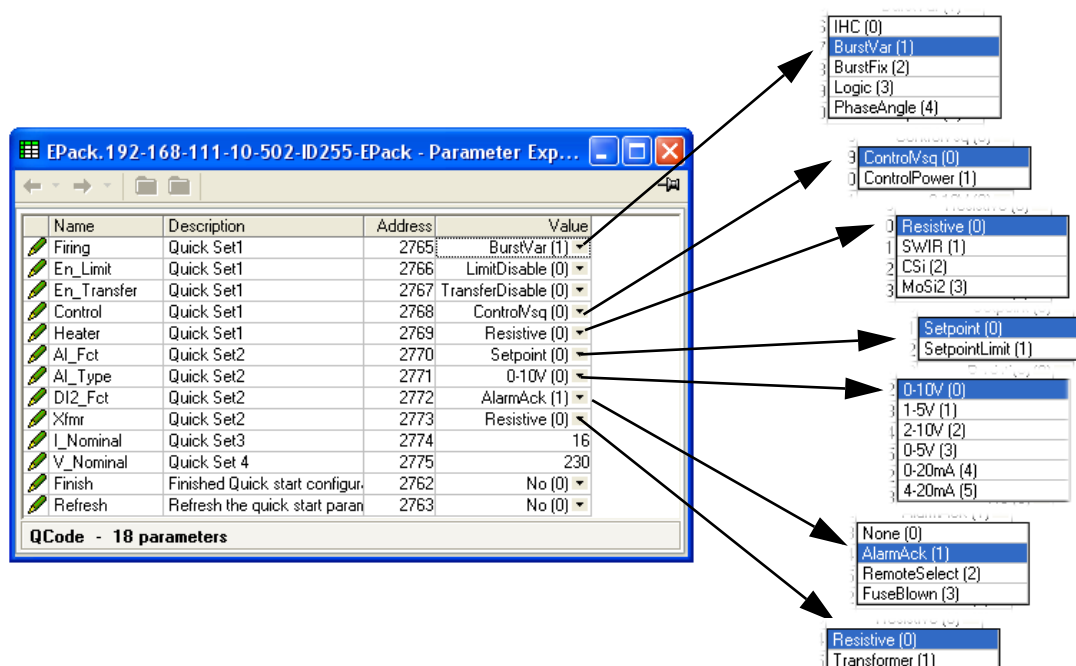 EPack.192-168-111-10-502-ID255-EPack - Parameter Exp...
Name Description Address Value
Firing Quick Set1 2765 BurstVar (1)
En_Limit Quick Set1 2766 LimitDisable (0)
En_Transfer Quick Set1 2767 TransferDisable (0)
Control Quick Set1 2768 ControlVsq (0)
Heater Quick Set1 2769 Resistive (0)
AI_Fct Quick Set2 2770 Setpoint (0)
AI_Type Quick Set2 2771 0-10V (0)
DI2_Fct Quick Set2 2772 AlarmAck (1)
Xfmr Quick Set2 2773 Resistive (0)
I_Nominal Quick Set3 2774 16
V_Nominal Quick Set 4 2775 230
Finish Finished Quick start configur 2762 No (0)
Refresh Refresh the quick start paran 2763 No (0)
QCode - 18 parameters
IHC (0)
BurstVar (1)
BurstFix (2)
Logic (3)
PhaseAngle (4)
ControlVsq (0)
ControlPower (1)
Resistive (0)
SWIR (1)
CSi (2)
MoSi2 (3)
Setpoint (0)
SetpointLimit (1)
0-10V (0)
1-5V (1)
2-10V (2)
0-5V (3)
0-20mA (4)
4-20mA (5)
None (0)
AlarmAck (1)
RemoteSelect (2)
FuseBlown (3)
Resistive (0)
Transformer (1)